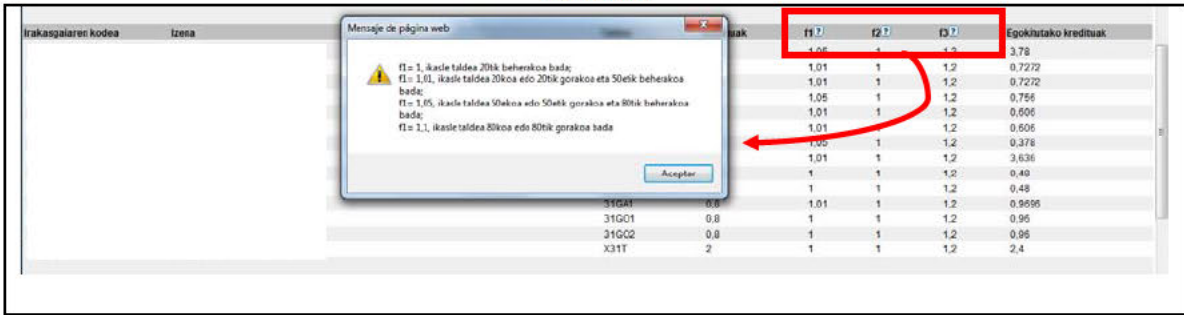 Irakasgaiaren kodea Izena uak f1 ? f2 ? f3 ? Egokitutako kredituak
Mensaje de página web
f1= 1, ikasle taldea 20tik beherakoa bada;
f1= 1,01, ikasle taldea 20koa edo 20tik gorakoa eta 50etik beherakoa
bada;
f1= 1,05, ikasle taldea 50ekoa edo 50etik gorakoa eta 80tik beherakoa
bada;
f1= 1,1, ikasle taldea 80koa edo 80tik gorakoa bada
Aceptar
1,05 1 1,2 3,78
1,01 1 1,2 0,7272
1,01 1 1,2 0,7272
1,05 1 1,2 0,756
1,01 1 1,2 0,606
1,01 1 1,2 0,606
1,05 1 1,2 0,378
1,01 1 1,2 3,636
1 1 1,2 0,48
1 1 1,2 0,48
31GA1 0,8 1,01 1 1,2 0,9696
31GO1 0,8 1 1 1,2 0,96
31GO2 0,8 1 1 1,2 0,96
X31T 2 1 1 1,2 2,4